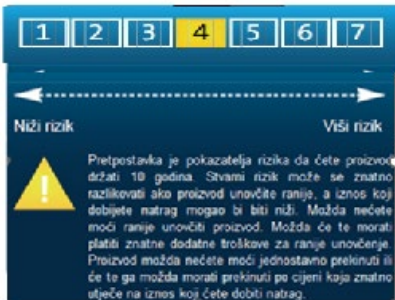 1 2 3 4 5 6 7
Niži rizik Viši rizik
Pretpostavka je pokazatelja rizika da ćete proizvod
držati 10 godina. Stvarni rizik može se znatno
razlikovati ako proizvod unovčite ranije, a iznos koji
dobijete natrag mogao bi biti niži. Možda nećete
moći ranije unovčiti proizvod. Možda će te morati
platiti znatne dodatne troškove za ranije unovčenje.
Proizvod možda nećete moći jednostavno prekinuti ili
će te ga možda morati prekinuti po cijeni koja znatno
utječe na iznos koji ćete dobiti natrag.